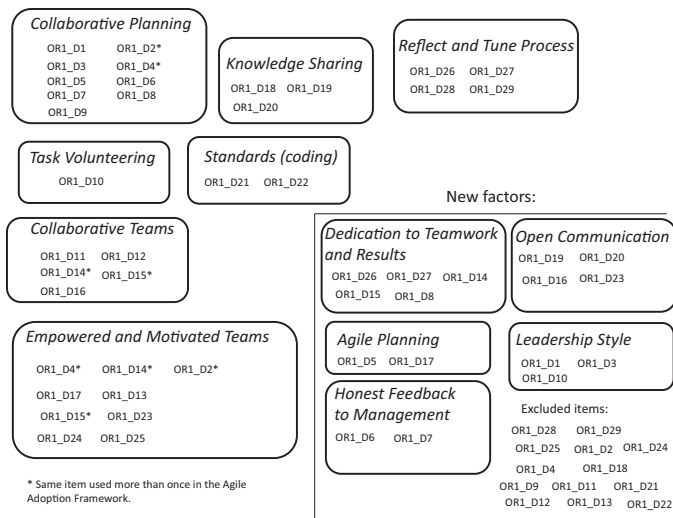 Collaborative Planning
OR1_D1 OR1_D2*
OR1_D3 OR1_D4*
OR1_D5 OR1_D6
OR1_D7 OR1_D8
OR1_D9
Knowledge Sharing
OR1_D18 OR1_D19
OR1_D20
Reflect and Tune Process
OR1_D26 OR1_D27
OR1_D28 OR1_D29
Task Volunteering
OR1_D10
Standards (coding)
OR1_D21 OR1_D22
Collaborative Teams
OR1_D11 OR1_D12
OR1_D14* OR1_D15*
OR1_D16
Empowered and Motivated Teams
OR1_D4* OR1_D14* OR1_D2*
OR1_D17 OR1_D13
OR1_D15* OR1_D23
OR1_D24 OR1_D25
* Same item used more than once in the Agile
Adoption Framework.
New factors:
Dedication to Teamwork
and Results
OR1_D26 OR1_D27 OR1_D14
OR1_D15 OR1_D8
Open Communication
OR1_D19 OR1_D20
OR1_D16 OR1_D23
Agile Planning
OR1_D5 OR1_D17
Leadership Style
OR1_D1 OR1_D3
OR1_D10
Honest Feedback
to Management
OR1_D6 OR1_D7
Excluded items:
OR1_D28 OR1_D29
OR1_D25 OR1_D2 OR1_D24
OR1_D4 OR1_D18
OR1_D9 OR1_D11 OR1_D21
OR1_D12 OR1_D13 OR1_D22